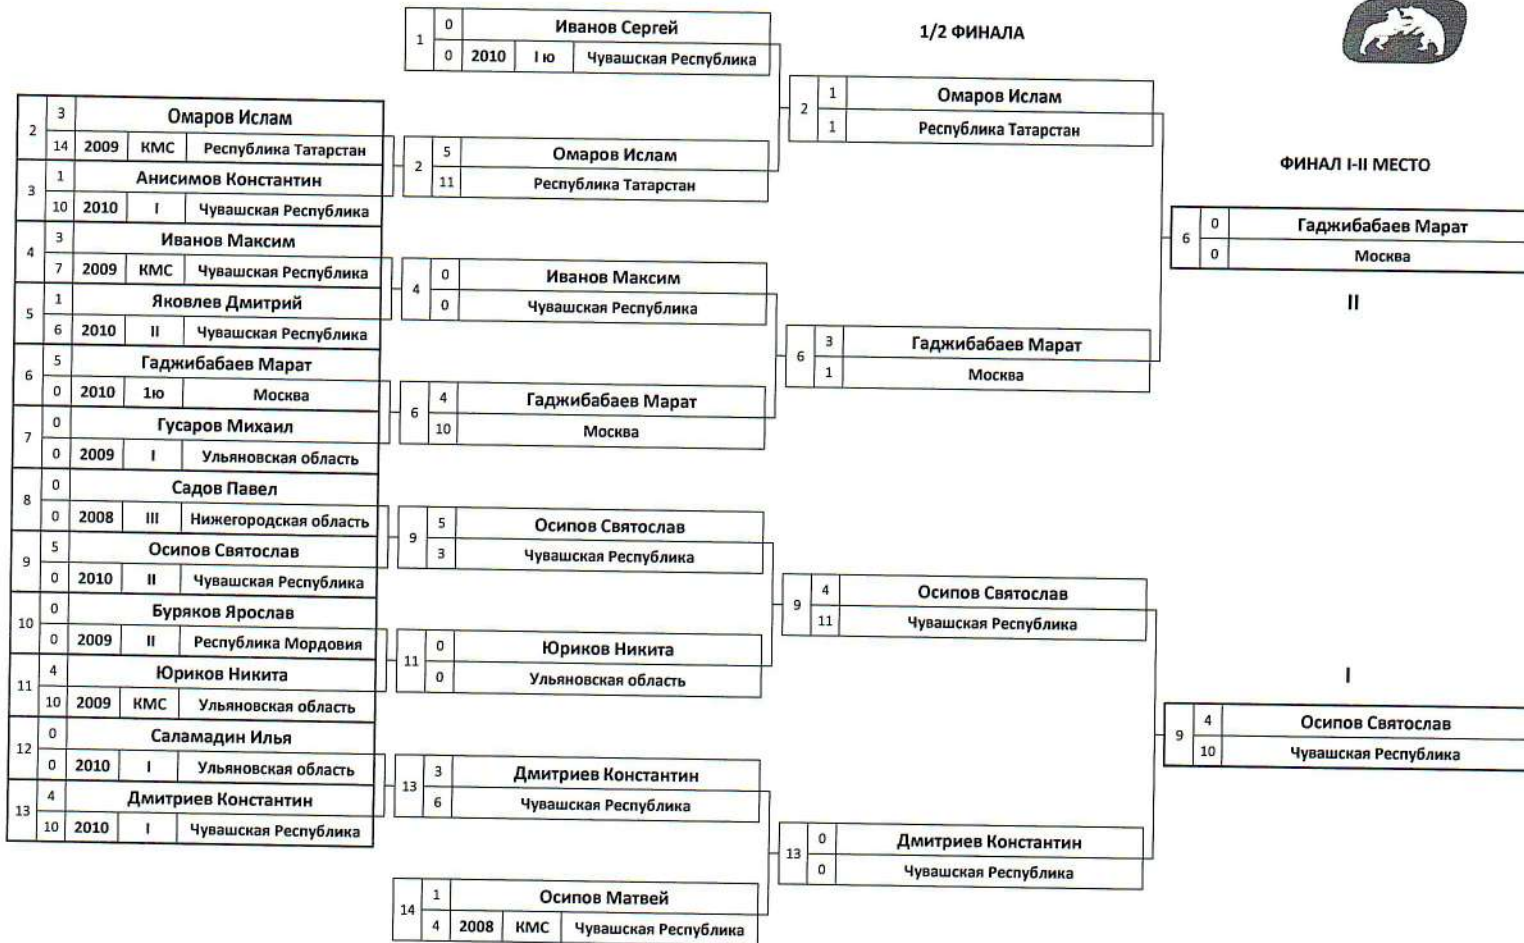 1 0 Иванов Сергей
0 2010 I ю Чувашская Республика
1/2 ФИНАЛА
2 3 Омаров Ислам
14 2009 КМС Республика Татарстан
3 1 Анисимов Константин
10 2010 I Чувашская Республика
4 3 Иванов Максим
7 2009 КМС Чувашская Республика
5 1 Яковлев Дмитрий
6 2010 II Чувашская Республика
6 5 Гаджибабаев Марат
0 2010 1ю Москва
7 0 Гусаров Михаил
0 2009 I Ульяновская область
8 0 Садов Павел
0 2008 III Нижегородская область
9 5 Осипов Святослав
0 2010 II Чувашская Республика
10 0 Буряков Ярослав
0 2009 II Республика Мордовия
11 4 Юриков Никита
10 2009 КМС Ульяновская область
12 0 Саламадин Илья
0 2010 I Ульяновская область
13 4 Дмитриев Константин
10 2010 I Чувашская Республика
2 5 Омаров Ислам
11 Республика Татарстан
4 0 Иванов Максим
0 Чувашская Республика
6 4 Гаджибабаев Марат
10 Москва
9 5 Осипов Святослав
3 Чувашская Республика
11 0 Юриков Никита
0 Ульяновская область
13 3 Дмитриев Константин
6 Чувашская Республика
14 1 Осипов Матвей
4 2008 КМС Чувашская Республика
2 1 Омаров Ислам
1 Республика Татарстан
6 3 Гаджибабаев Марат
1 Москва
9 4 Осипов Святослав
11 Чувашская Республика
13 0 Дмитриев Константин
0 Чувашская Республика
ФИНАЛ I-II МЕСТО
6 0 Гаджибабаев Марат
0 Москва
II
I
9 4 Осипов Святослав
10 Чувашская Республика